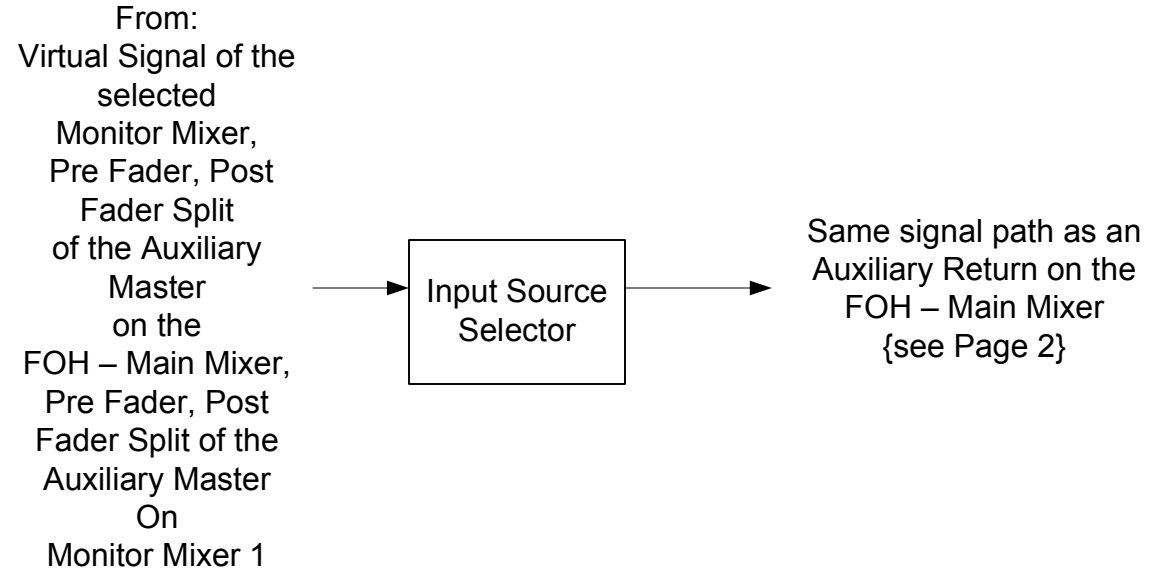 From:
Virtual Signal of the
selected
Monitor Mixer,
Pre Fader, Post
Fader Split
of the Auxiliary
Master
on the
FOH – Main Mixer,
Pre Fader, Post
Fader Split of the
Auxiliary Master
On
Monitor Mixer 1
Input Source
Selector
Same signal path as an
Auxiliary Return on the
FOH – Main Mixer
{see Page 2}